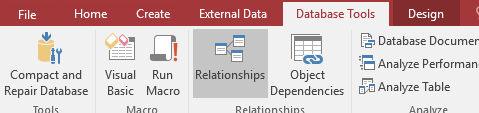 File Home Create External Data Database Tools Design
Compact and Repair Database
Visual Basic
Run Macro
Relationships
Object Dependencies
Database Documen
Analyze Performan
Analyze Table
Tools Macro Relationships Analyze